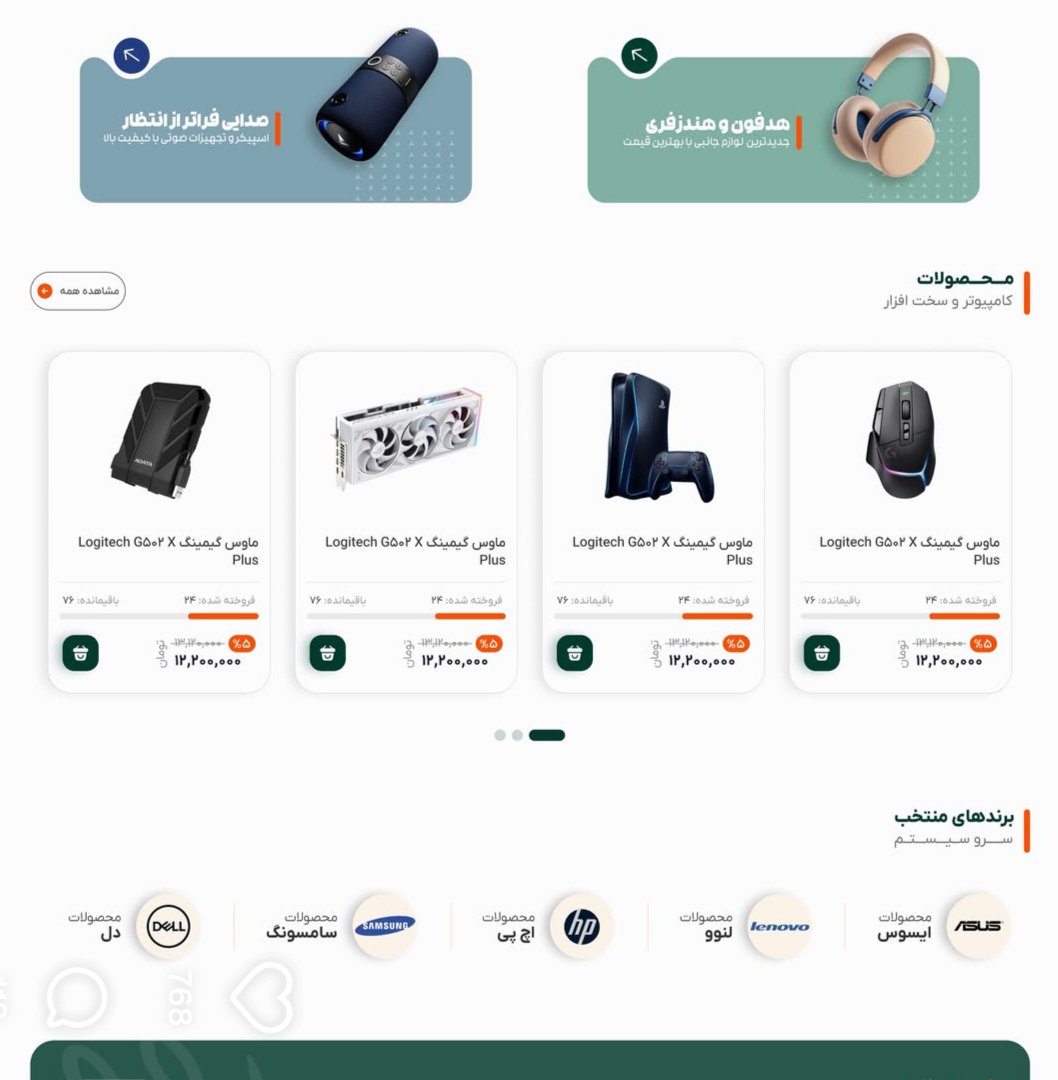 هدفون و هندزفری
جدیدترین لوازم جانبی با بهترین قیمت
صدایی فراتر از انتظار
اسپیکر و تجهیزات صوتی با کیفیت بالا
مـحـصولات
کامپیوتر و سخت افزار
مشاهده همه
ماوس گیمینگ Logitech G۵۰۲ X
Plus
فروخته شده: ۲۴
باقیمانده: ۷۶
%۵
۱۳,۱۲۰,۰۰۰
تومان
۱۲,۲۰۰,۰۰۰
ماوس گیمینگ Logitech G۵۰۲ X
Plus
فروخته شده: ۲۴
باقیمانده: ۷۶
%۵
۱۳,۱۲۰,۰۰۰
تومان
۱۲,۲۰۰,۰۰۰
ماوس گیمینگ Logitech G۵۰۲ X
Plus
فروخته شده: ۲۴
باقیمانده: ۷۶
%۵
۱۳,۱۲۰,۰۰۰
تومان
۱۲,۲۰۰,۰۰۰
ADATA
ماوس گیمینگ Logitech G۵۰۲ X
Plus
فروخته شده: ۲۴
باقیمانده: ۷۶
%۵
۱۳,۱۲۰,۰۰۰
تومان
۱۲,۲۰۰,۰۰۰
برندهای منتخب
ســـرو سـیــسـتـم
ASUS
محصولات
ایسوس
lenovo
محصولات
لنوو
hp
محصولات
اچ پی
SAMSUNG
محصولات
سامسونگ
DELL
محصولات
دل
768